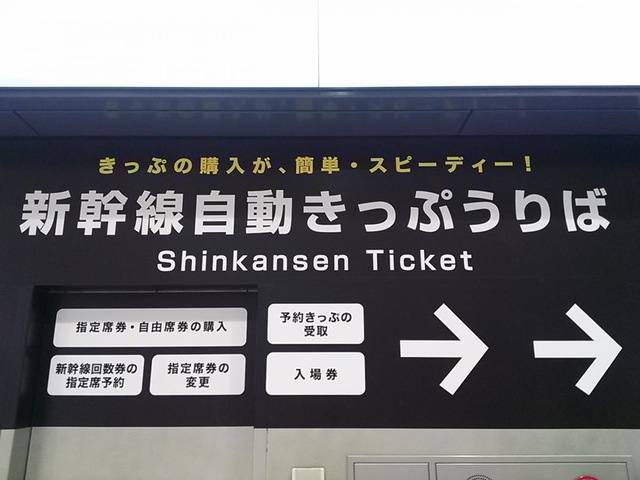 きっぷの購入が、簡単・スピーディー!
新幹線自動きっぷうりば
Shinkansen Ticket
指定席券・自由席券の購入
新幹線回数券の
指定席予約
指定席券の
変更
予約きっぷの
受取
入場券